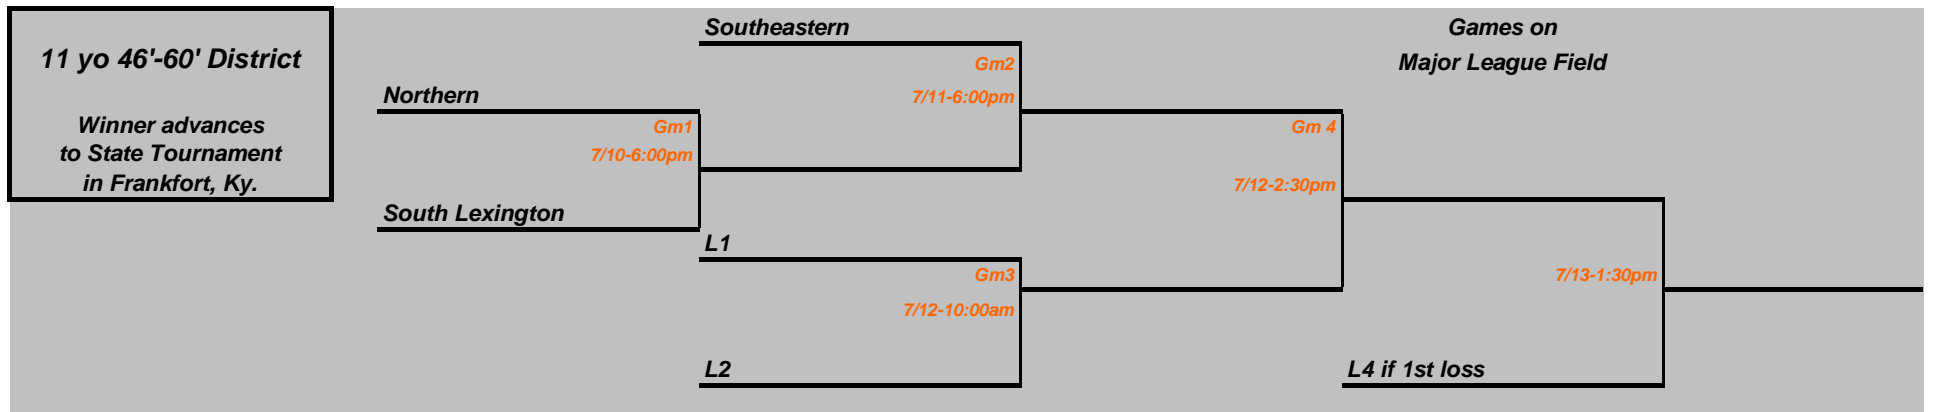 11 yo 46'-60' District
Winner advances
to State Tournament
in Frankfort, Ky.
Southeastern
Games on
Major League Field
Gm2
7/11-6:00pm
Northern
Gm1
7/10-6:00pm
Gm 4
7/12-2:30pm
South Lexington
L1
Gm3
7/12-10:00am
7/13-1:30pm
L2
L4 if 1st loss